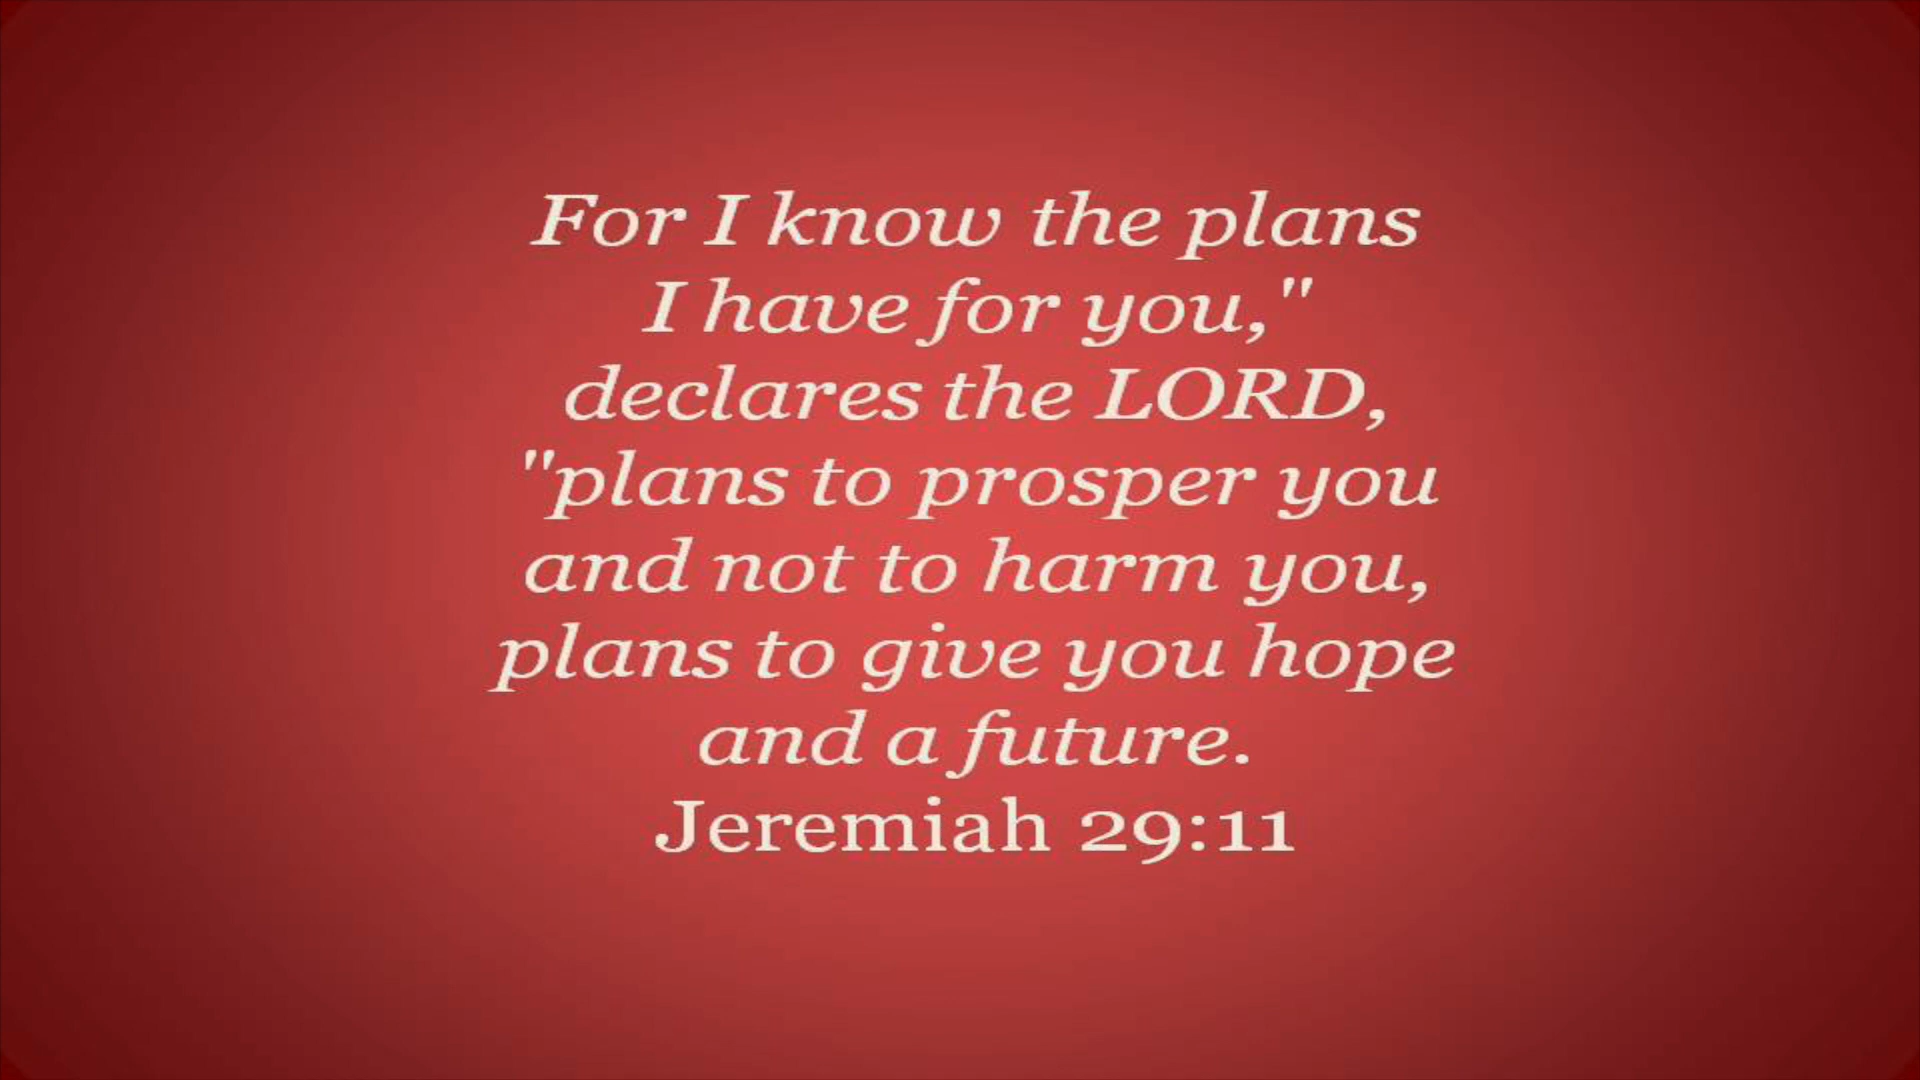 For I know the plans
I have for you,"
declares the LORD,
"plans to prosper you
and not to harm you,
plans to give you hope
and a future.
Jeremiah 29:11